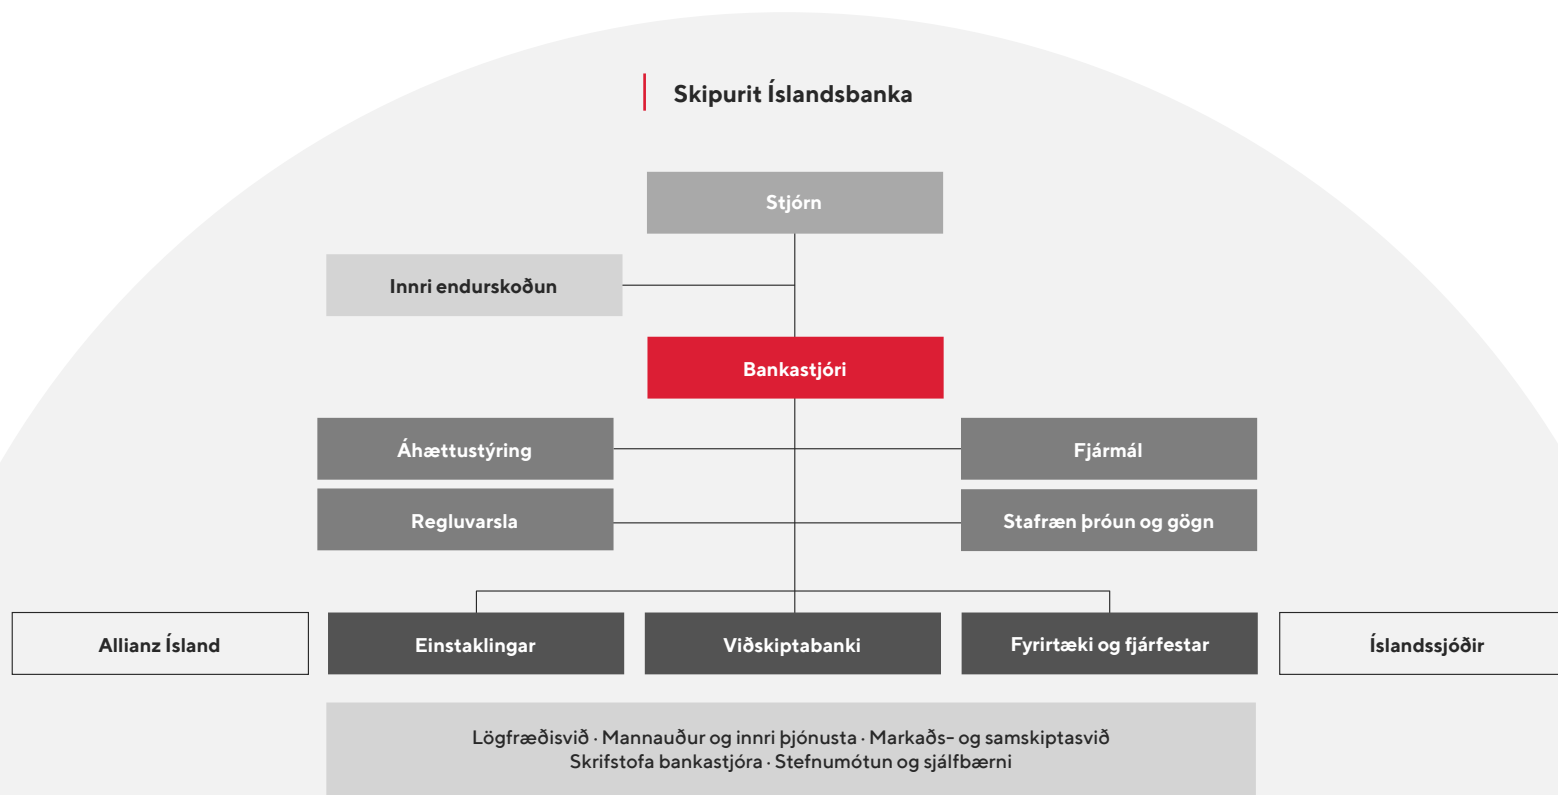 Skipurit Íslandsbanka
Stjórn
Innri endurskoðun
Bankastjóri
Áhættustýring
Fjármál
Regluvarsla
Stafræn þróun og gögn
Allianz Ísland
Einstaklingar
Viðskiptabanki
Fyrirtæki og fjárfestar
Íslandssjóðir
Lögfræðisvið · Mannauður og innri þjónusta · Markaðs- og samskiptasvið
Skrifstofa bankastjóra · Stefnumótun og sjálfbærni